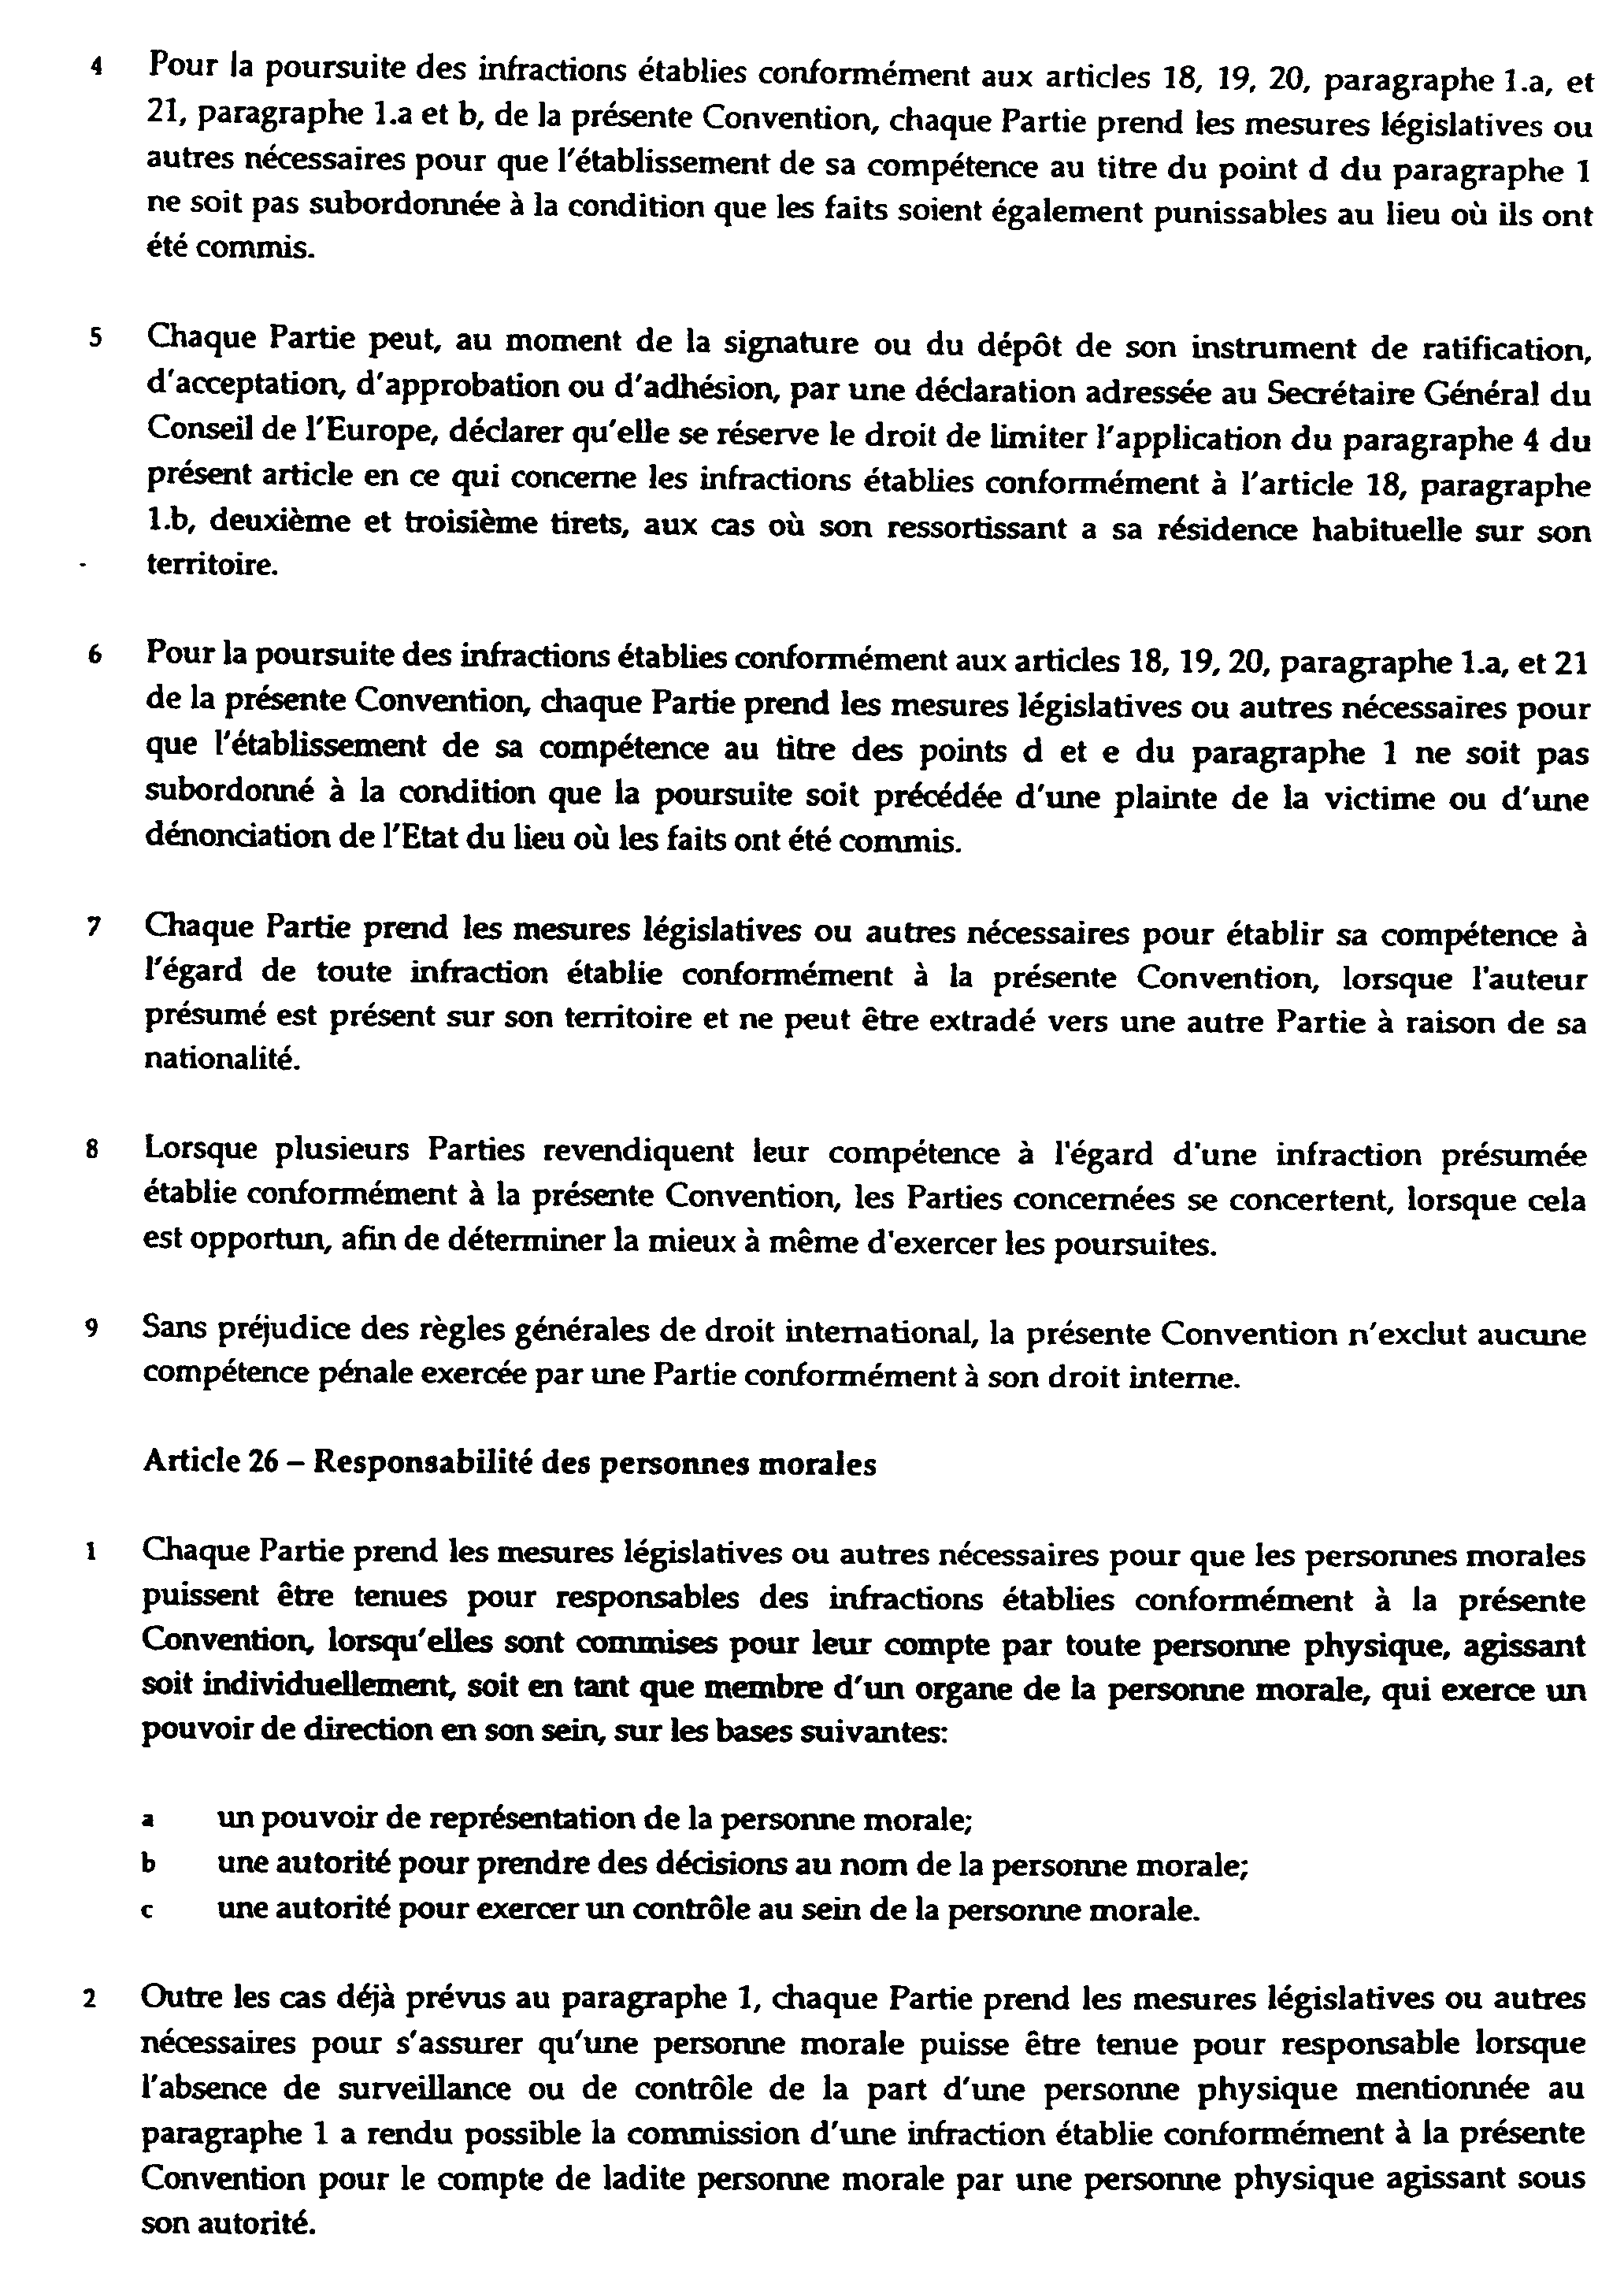 4 Pour la poursuite des infractions établies conformément aux articles 18, 19, 20, paragraphe 1.a, et
21, paragraphe 1.a et b, de la présente Convention, chaque Partie prend les mesures législatives ou
autres nécessaires pour que l'établissement de sa compétence au titre du point d du paragraphe 1
ne soit pas subordonnée à la condition que les faits soient également punissables au lieu où ils ont
été commis.
5 Chaque Partie peut, au moment de la signature ou du dépôt de son instrument de ratification,
d'acceptation, d'approbation ou d'adhésion, par une déclaration adressée au Secrétaire Général du
Conseil de l'Europe, déclarer qu'elle se réserve le droit de limiter l'application du paragraphe 4 du
présent article en ce qui concerne les infractions établies conformément à l'article 18, paragraphe
1.b, deuxième et troisième tirets, aux cas où son ressortissant a sa résidence habituelle sur son
territoire.
6 Pour la poursuite des infractions établies conformément aux articles 18, 19, 20, paragraphe 1.a, et 21
de la présente Convention, chaque Partie prend les mesures législatives ou autres nécessaires pour
que l'établissement de sa compétence au titre des points d et e du paragraphe 1 ne soit pas
subordonné à la condition que la poursuite soit précédée d'une plainte de la victime ou d'une
dénonciation de l'Etat du lieu où les faits ont été commis.
7 Chaque Partie prend les mesures législatives ou autres nécessaires pour établir sa compétence à
l'égard de toute infraction établie conformément à la présente Convention, lorsque l'auteur
présumé est présent sur son territoire et ne peut être extradé vers une autre Partie à raison de sa
nationalité.
8 Lorsque plusieurs Parties revendiquent leur compétence à l'égard d'une infraction présumée
établie conformément à la présente Convention, les Parties concernées se concertent, lorsque cela
est opportun, afin de déterminer la mieux à même d'exercer les poursuites.
9 Sans préjudice des règles générales de droit international, la présente Convention n'exclut aucune
compétence pénale exercée par une Partie conformément à son droit interne.
Article 26 – Responsabilité des personnes morales
1 Chaque Partie prend les mesures législatives ou autres nécessaires pour que les personnes morales
puissent être tenues pour responsables des infractions établies conformément à la présente
Convention, lorsqu'elles sont commises pour leur compte par toute personne physique, agissant
soit individuellement, soit en tant que membre d'un organe de la personne morale, qui exerce un
pouvoir de direction en son sein, sur les bases suivantes:
a un pouvoir de représentation de la personne morale;
b une autorité pour prendre des décisions au nom de la personne morale;
c une autorité pour exercer un contrôle au sein de la personne morale.
2 Outre les cas déjà prévus au paragraphe 1, chaque Partie prend les mesures législatives ou autres
nécessaires pour s'assurer qu'une personne morale puisse être tenue pour responsable lorsque
l'absence de surveillance ou de contrôle de la part d'une personne physique mentionnée au
paragraphe 1 a rendu possible la commission d'une infraction établie conformément à la présente
Convention pour le compte de ladite personne morale par une personne physique agissant sous
son autorité.